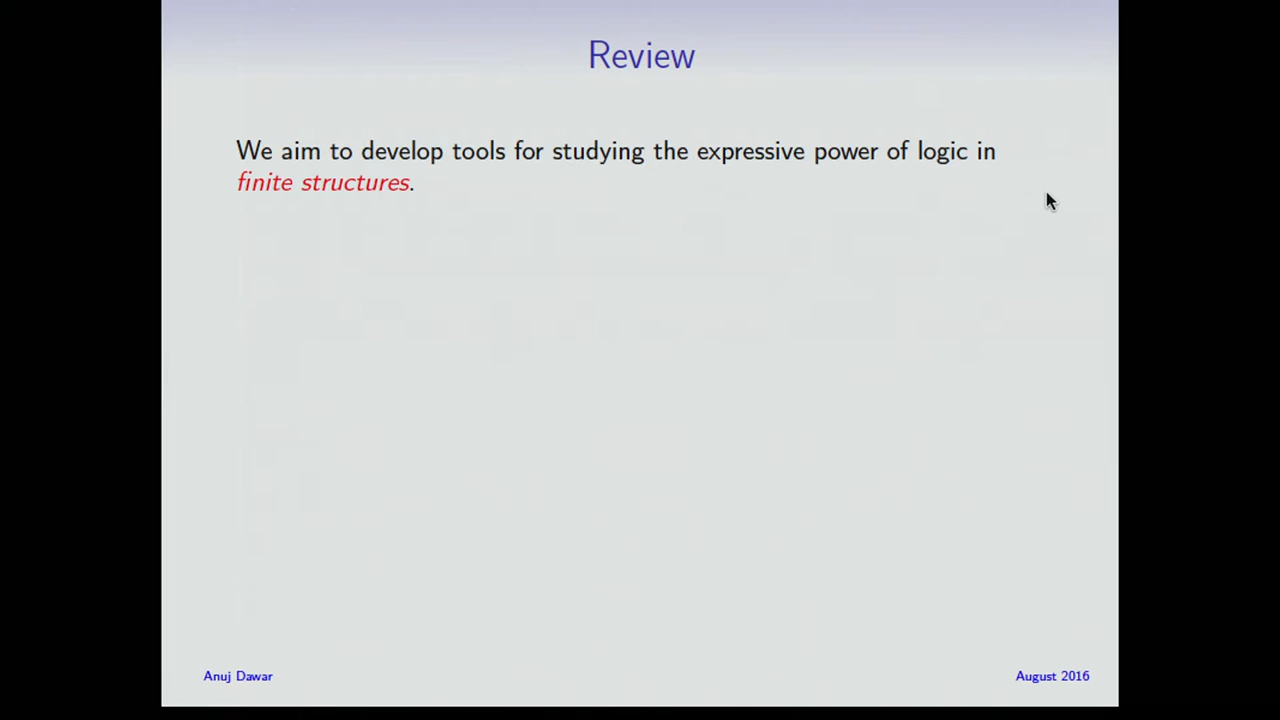 Review
We aim to develop tools for studying the expressive power of logic in
finite structures.
Anuj Dawar
August 2016